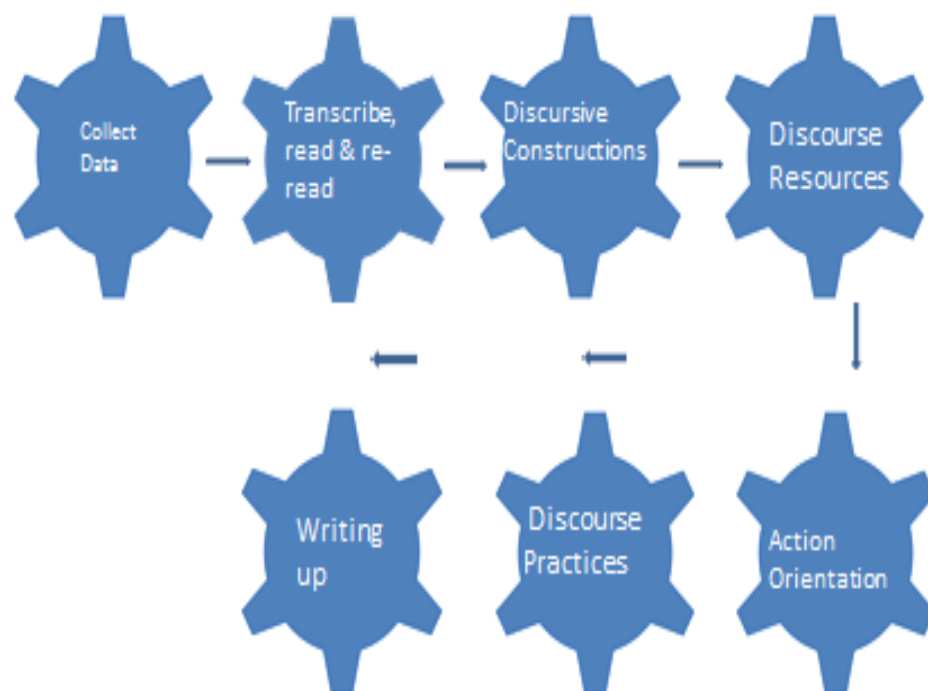 Collect
Data
Transcribe,
read & re-
read
Discursive
Constructions
Discourse
Resources
Action
Orientation
Discourse
Practices
Writing
up